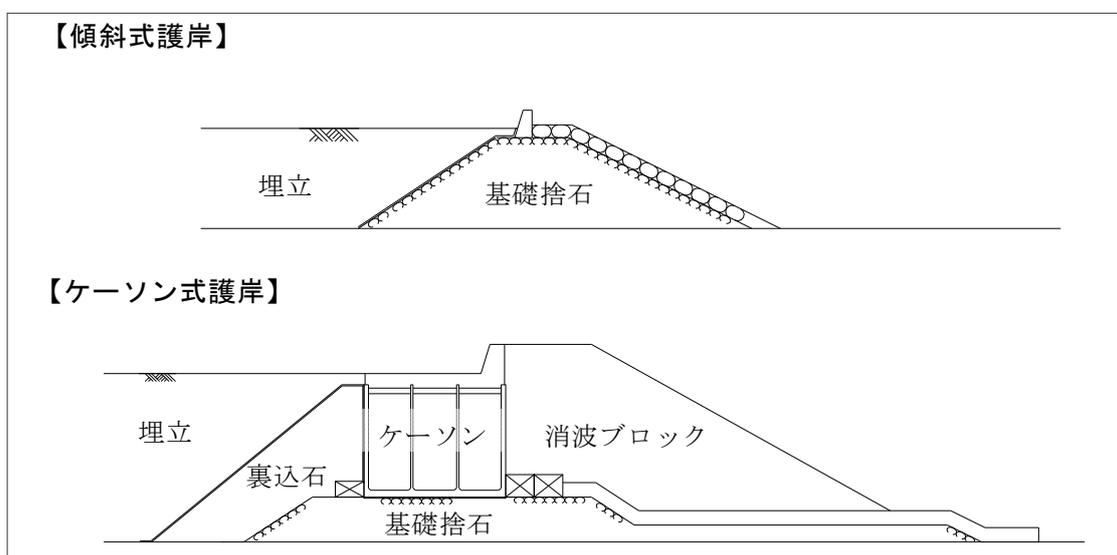 【傾斜式護岸】
埋立
基礎捨石
【ケーソン式護岸】
埋立
ケーソン
消波ブロック
裏込石
基礎捨石